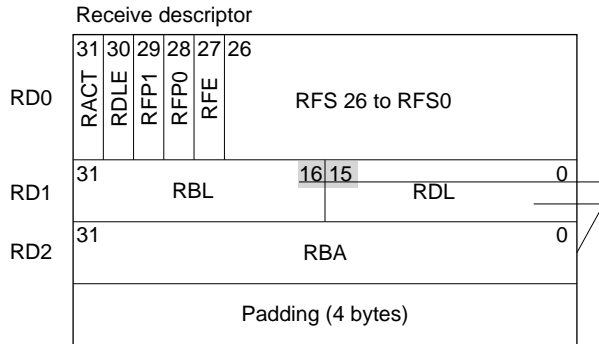 Receive descriptor
31 30 29 28 27 26
RD0 RACT RDLE RFP1 RFP0 RFE RFS 26 to RFS0
31 16 15 0
RD1 RBL RDL
31 0
RD2 RBA
Padding (4 bytes)